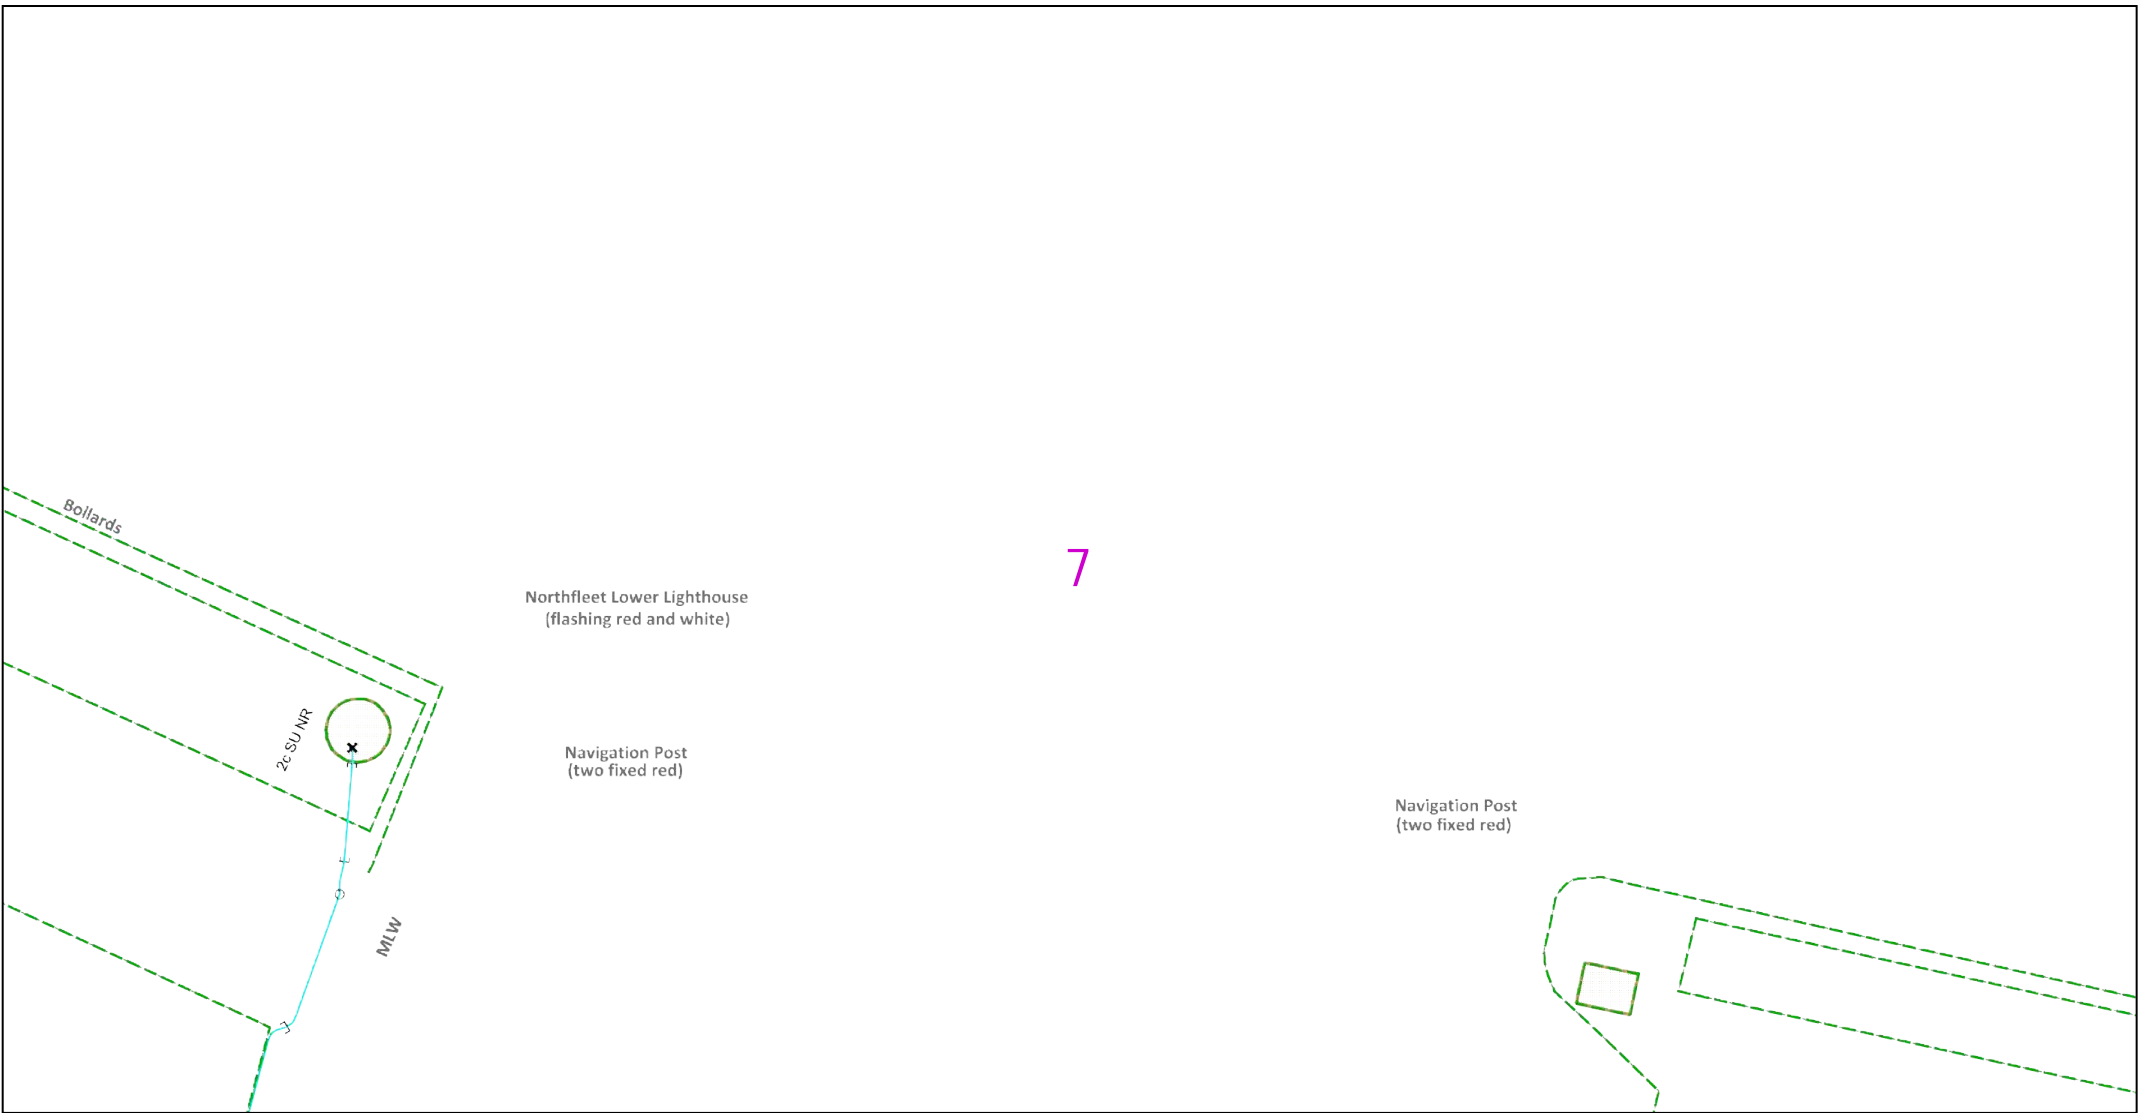 Bollards
7
Northfleet Lower Lighthouse
(flashing red and white)
2c SU NR
Navigation Post
(two fixed red)
Navigation Post
(two fixed red)
MLW